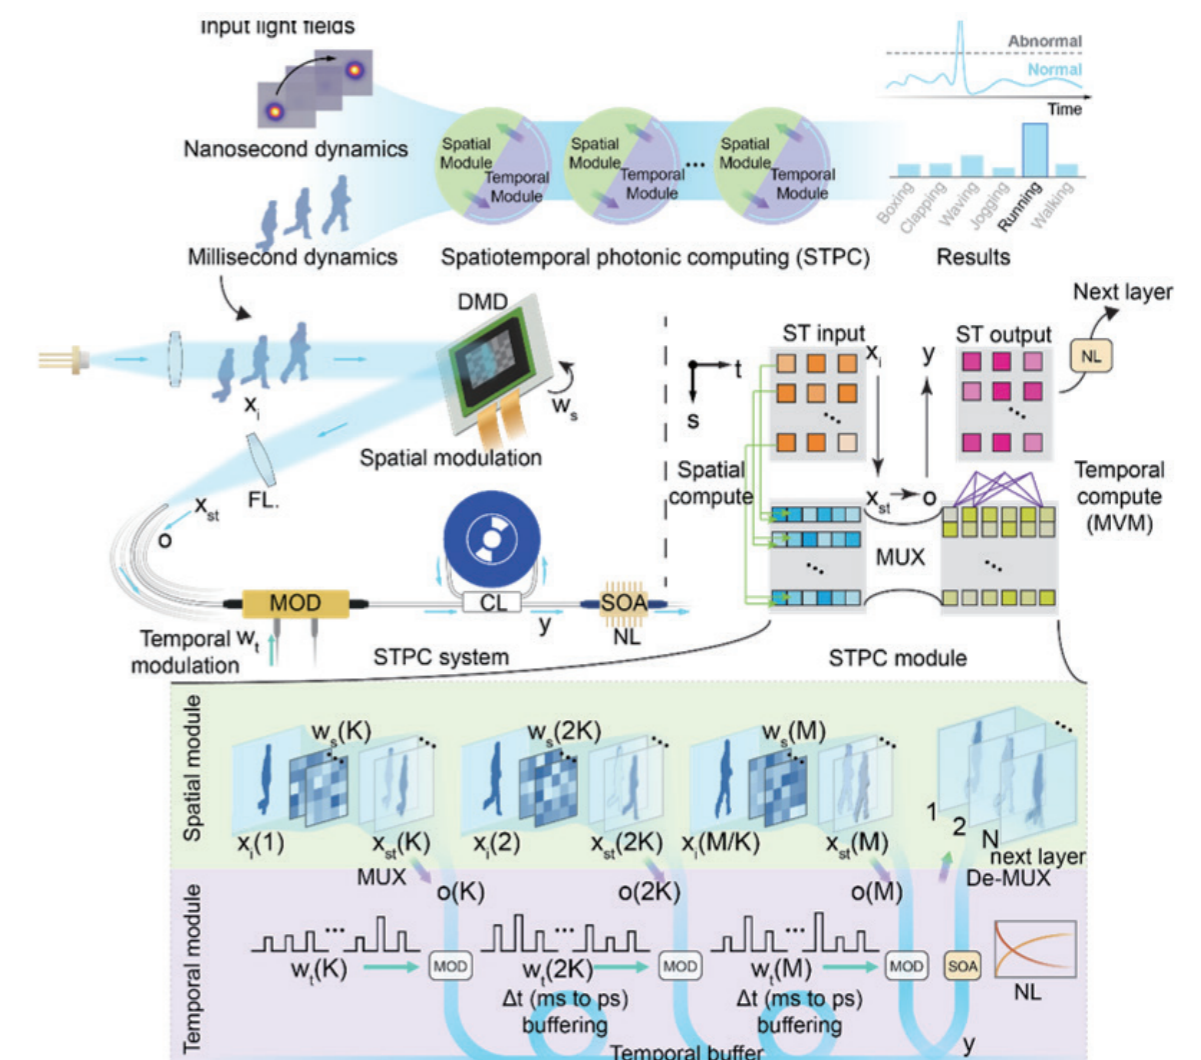 Input light fields
Nanosecond dynamics
Millisecond dynamics
Spatial Module
Temporal Module
Spatial Module
Temporal Module
...
Spatial Module
Temporal Module
Spatiotemporal photonic computing (STPC)
Abnormal
Normal
Time
Boxing
Clapping
Waving
Jogging
Running
Walking
Results
x_i
DMD
w_s
Spatial modulation
FL.
x_st
o
MOD
Temporal modulation
w_t
CL
y
SOA
NL
STPC system
t
s
ST input
x_i
y
ST output
NL
Next layer
Spatial compute
x_st
o
MUX
Temporal compute (MVM)
STPC module
Spatial module
w_s(K)
w_s(2K)
w_s(M)
x_i(1)
x_st(K)
x_i(2)
x_st(2K)
x_i(M/K)
x_st(M)
1
2
N
next layer
MUX
De-MUX
Temporal module
o(K)
o(2K)
o(M)
w_t(K)
MOD
w_t(2K)
MOD
w_t(M)
MOD
SOA
NL
Δt (ms to ps)
buffering
Δt (ms to ps)
buffering
Temporal buffer
y